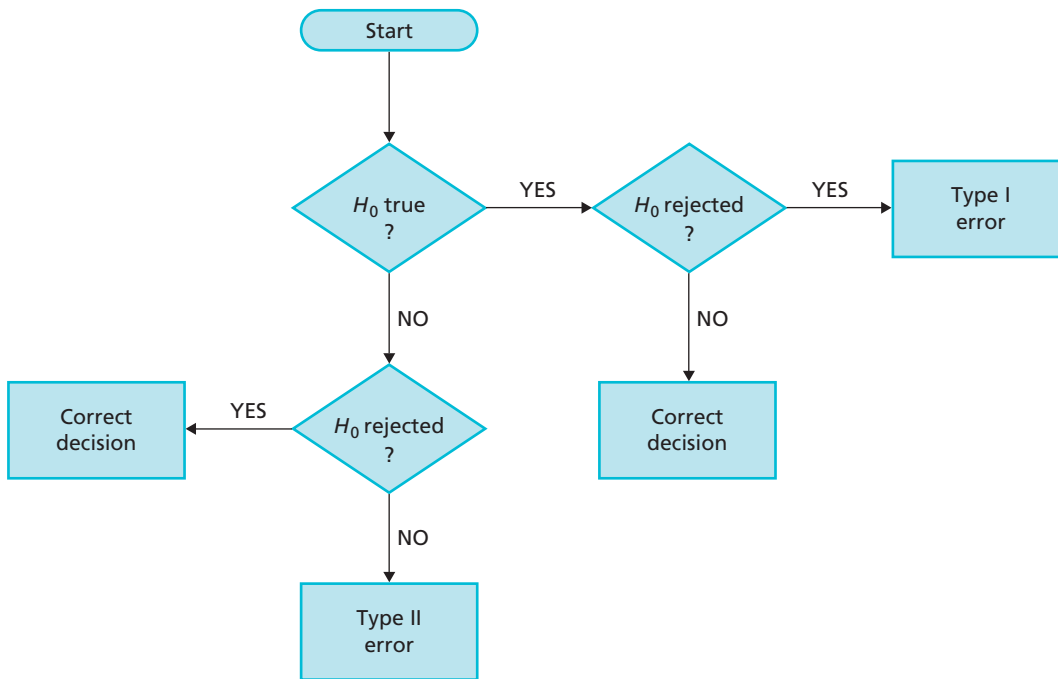 Start
H₀ true
?
YES
H₀ rejected
?
YES
Type I
error
NO
NO
Correct
decision
YES
H₀ rejected
?
Correct
decision
NO
Type II
error